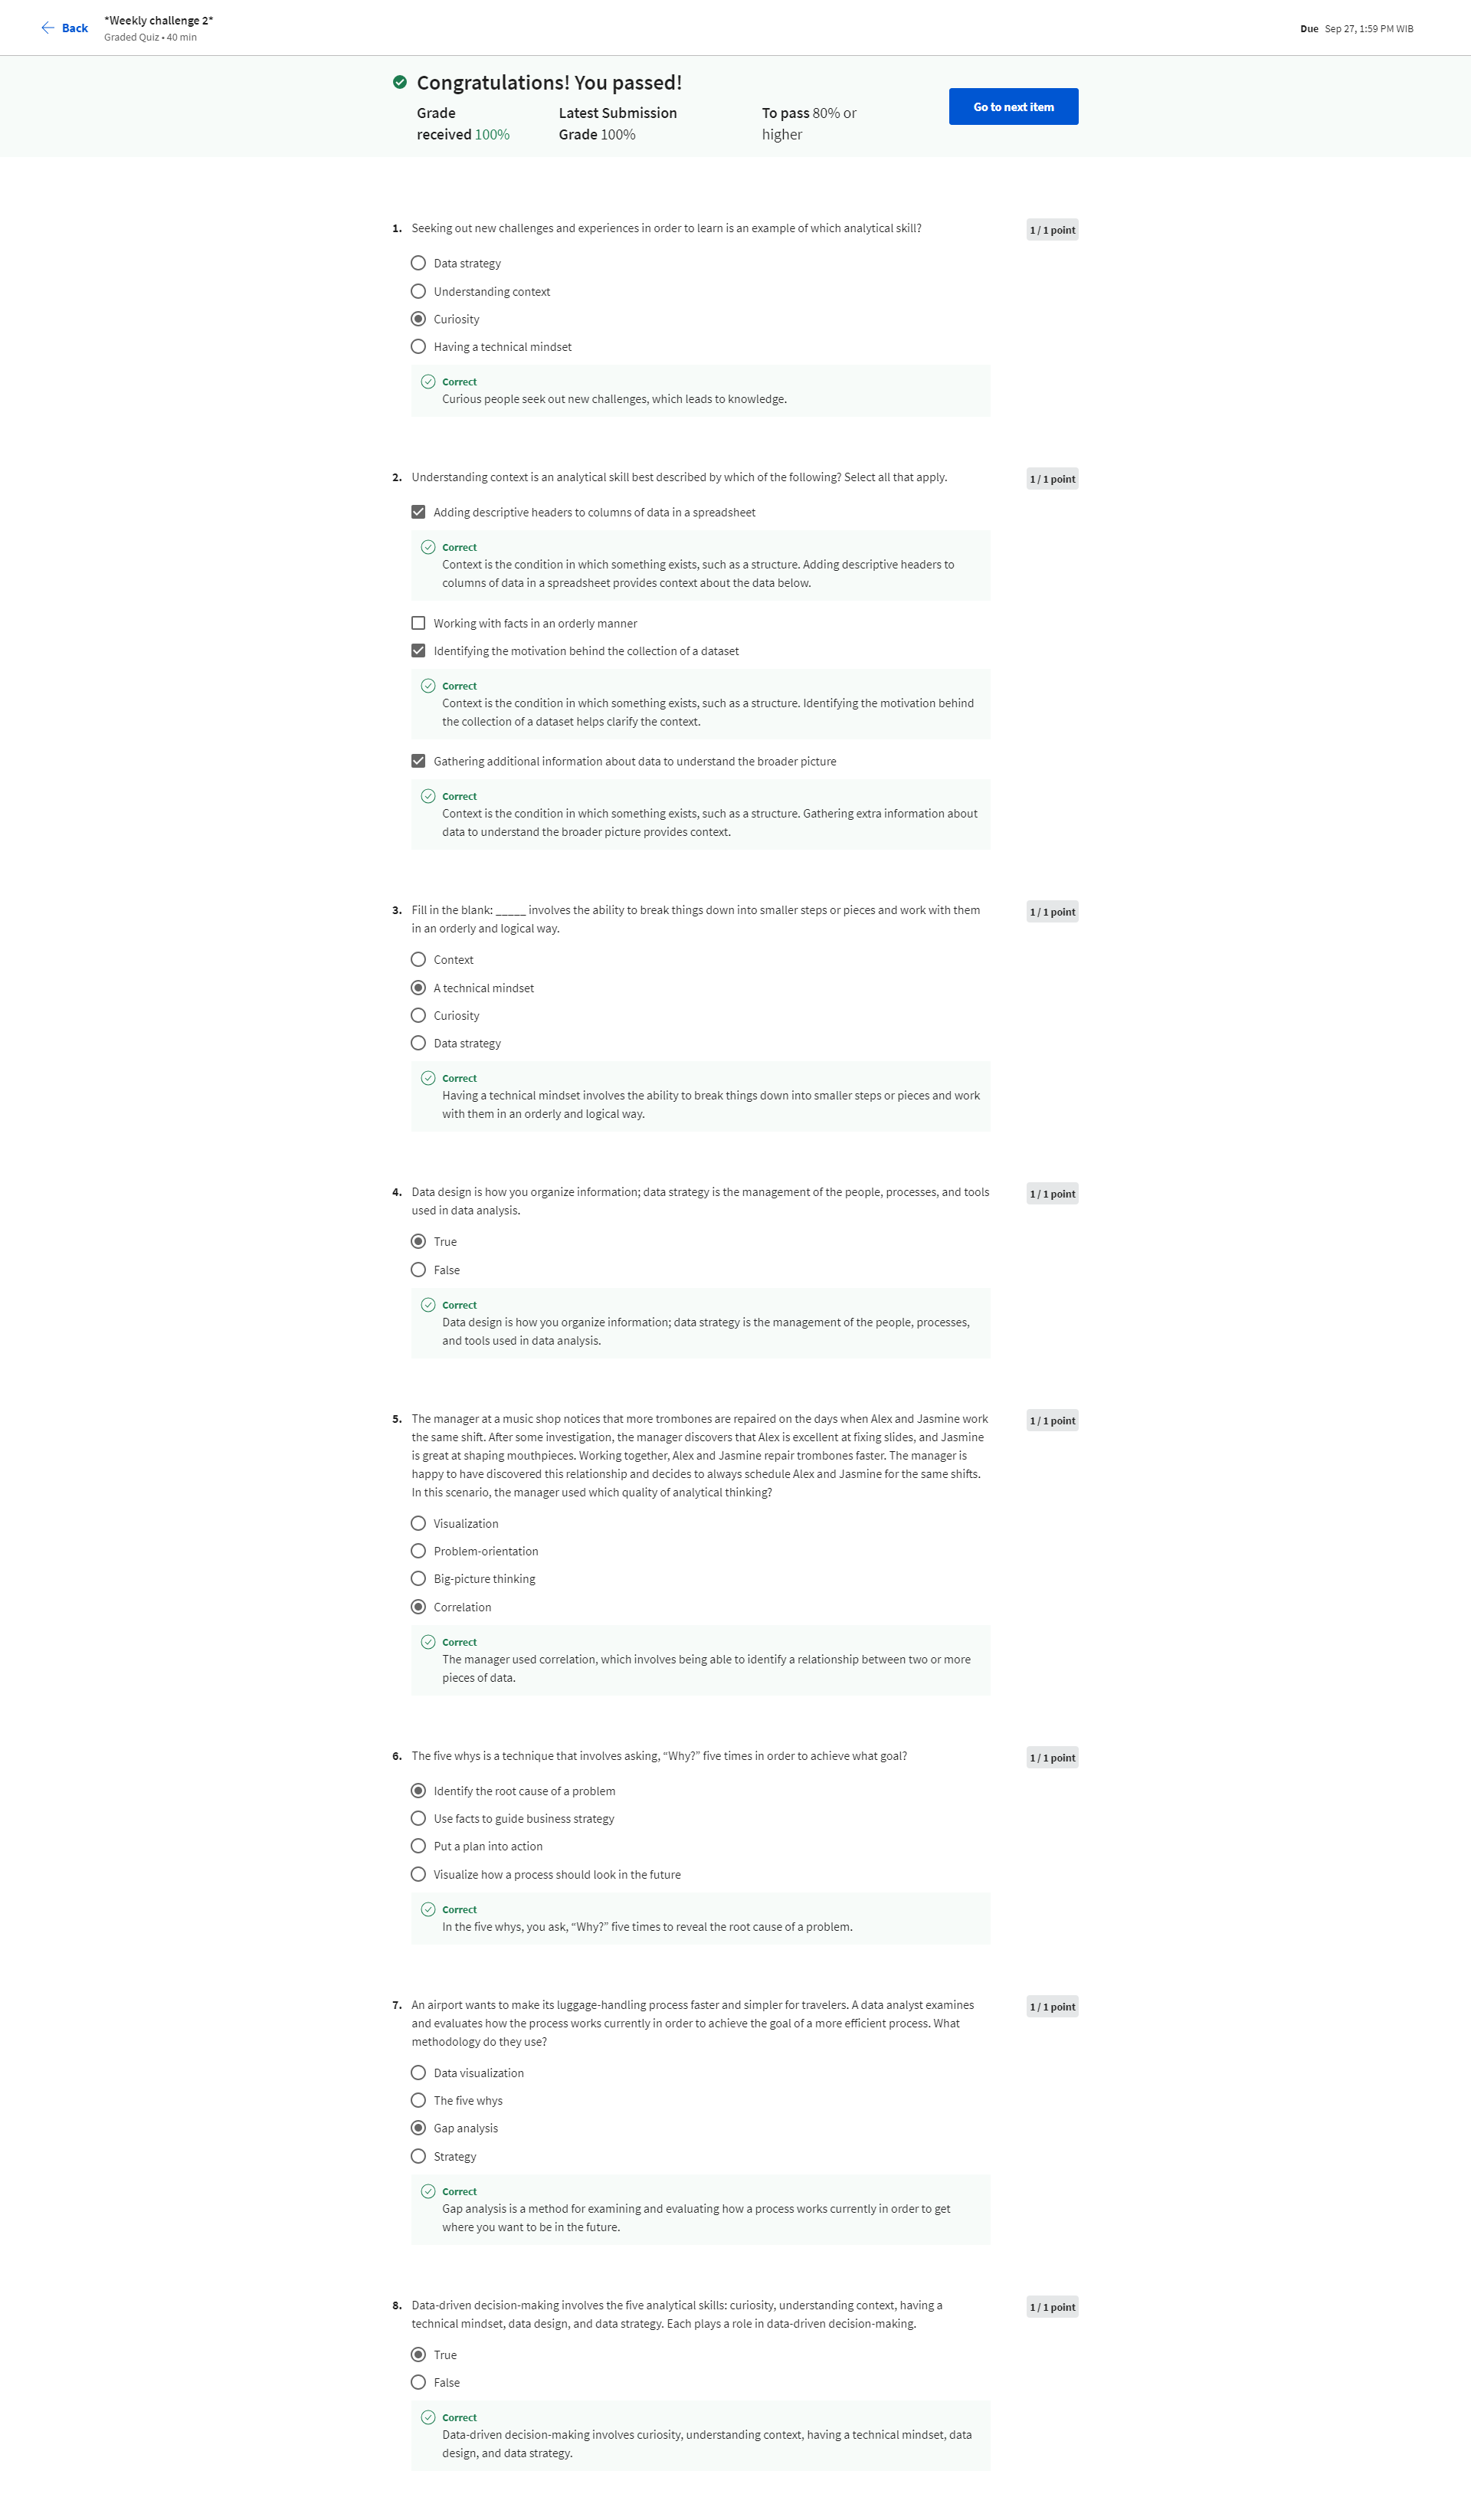 Back
*Weekly challenge 2*
Graded Quiz • 40 min
Due Sep 27, 1:59 PM WIB
Congratulations! You passed!
Grade
received 100%
Latest Submission
Grade 100%
To pass 80% or
higher
Go to next item
1. Seeking out new challenges and experiences in order to learn is an example of which analytical skill?
1 / 1 point
Data strategy
Understanding context
Curiosity
Having a technical mindset
Correct
Curious people seek out new challenges, which leads to knowledge.
2. Understanding context is an analytical skill best described by which of the following? Select all that apply.
1 / 1 point
Adding descriptive headers to columns of data in a spreadsheet
Correct
Context is the condition in which something exists, such as a structure. Adding descriptive headers to
columns of data in a spreadsheet provides context about the data below.
Working with facts in an orderly manner
Identifying the motivation behind the collection of a dataset
Correct
Context is the condition in which something exists, such as a structure. Identifying the motivation behind
the collection of a dataset helps clarify the context.
Gathering additional information about data to understand the broader picture
Correct
Context is the condition in which something exists, such as a structure. Gathering extra information about
data to understand the broader picture provides context.
3. Fill in the blank: _____ involves the ability to break things down into smaller steps or pieces and work with them
in an orderly and logical way.
1 / 1 point
Context
A technical mindset
Curiosity
Data strategy
Correct
Having a technical mindset involves the ability to break things down into smaller steps or pieces and work
with them in an orderly and logical way.
4. Data design is how you organize information; data strategy is the management of the people, processes, and tools
used in data analysis.
1 / 1 point
True
False
Correct
Data design is how you organize information; data strategy is the management of the people, processes,
and tools used in data analysis.
5. The manager at a music shop notices that more trombones are repaired on the days when Alex and Jasmine work
the same shift. After some investigation, the manager discovers that Alex is excellent at fixing slides, and Jasmine
is great at shaping mouthpieces. Working together, Alex and Jasmine repair trombones faster. The manager is
happy to have discovered this relationship and decides to always schedule Alex and Jasmine for the same shifts.
In this scenario, the manager used which quality of analytical thinking?
1 / 1 point
Visualization
Problem-orientation
Big-picture thinking
Correlation
Correct
The manager used correlation, which involves being able to identify a relationship between two or more
pieces of data.
6. The five whys is a technique that involves asking, “Why?” five times in order to achieve what goal?
1 / 1 point
Identify the root cause of a problem
Use facts to guide business strategy
Put a plan into action
Visualize how a process should look in the future
Correct
In the five whys, you ask, “Why?” five times to reveal the root cause of a problem.
7. An airport wants to make its luggage-handling process faster and simpler for travelers. A data analyst examines
and evaluates how the process works currently in order to achieve the goal of a more efficient process. What
methodology do they use?
1 / 1 point
Data visualization
The five whys
Gap analysis
Strategy
Correct
Gap analysis is a method for examining and evaluating how a process works currently in order to get
where you want to be in the future.
8. Data-driven decision-making involves the five analytical skills: curiosity, understanding context, having a
technical mindset, data design, and data strategy. Each plays a role in data-driven decision-making.
1 / 1 point
True
False
Correct
Data-driven decision-making involves curiosity, understanding context, having a technical mindset, data
design, and data strategy.